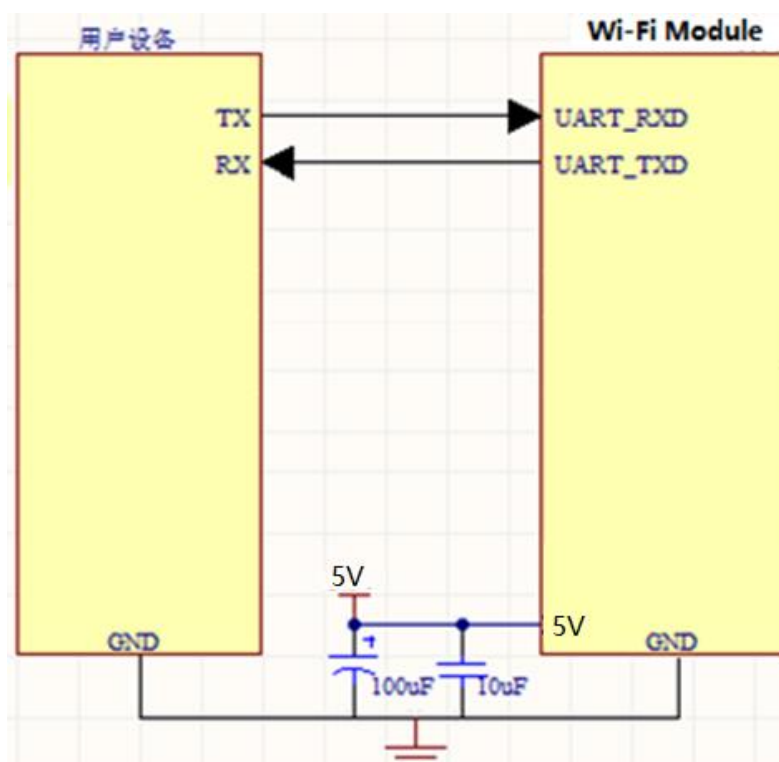 用户设备
Wi-Fi Module
TX
UART_RXD
RX
UART_TXD
5V
5V
GND
GND
+
100uF
10uF